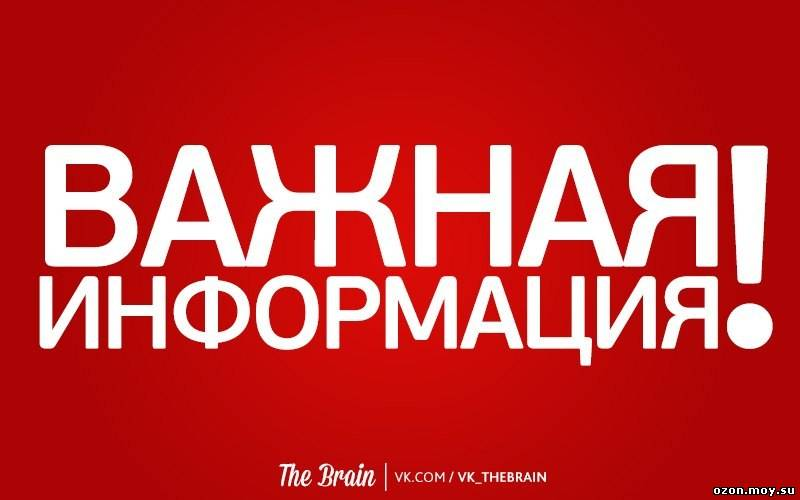 ВАЖНАЯ!
ИНФОРМАЦИЯ
The Brain | VK.COM / VK_THEBRAIN
ozon.moy.su